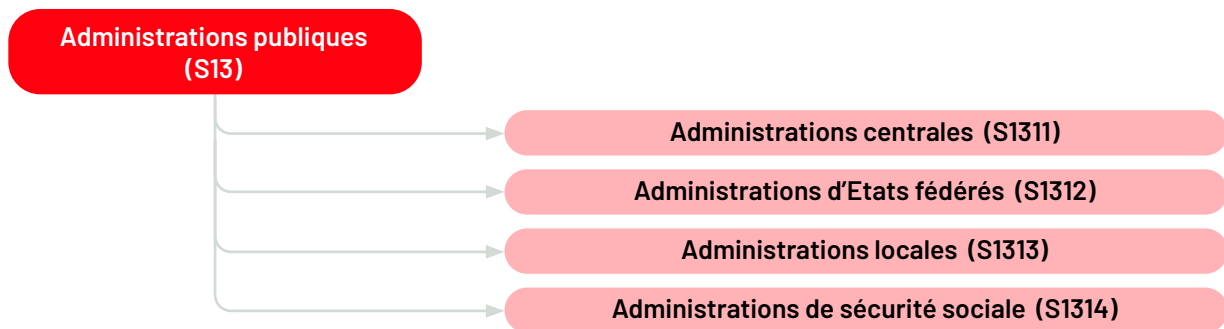 Administrations publiques
(S13)
Administrations centrales (S1311)
Administrations d’Etats fédérés (S1312)
Administrations locales (S1313)
Administrations de sécurité sociale (S1314)